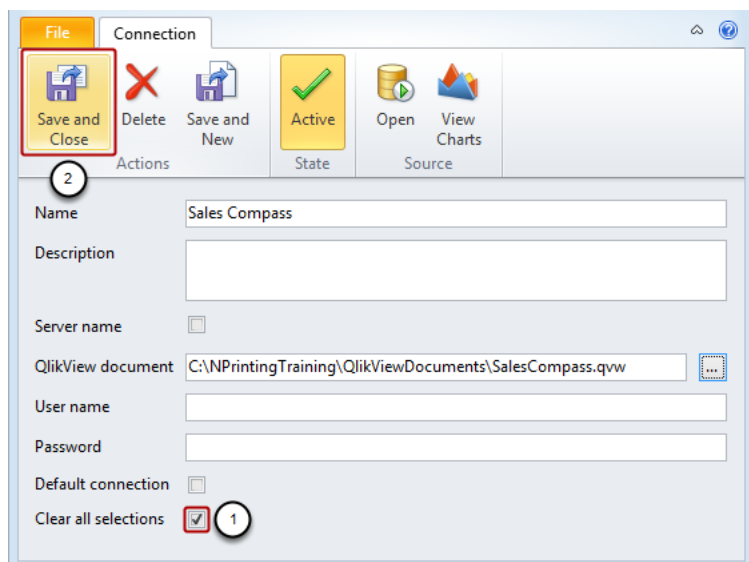 File
Connection
Save and
Close
Delete
Save and
New
Active
Open
View
Charts
Actions
State
Source
2
Name
Sales Compass
Description
Server name
QlikView document
C:\NPrintingTraining\QlikViewDocuments\SalesCompass.qvw
...
User name
Password
Default connection
Clear all selections
1